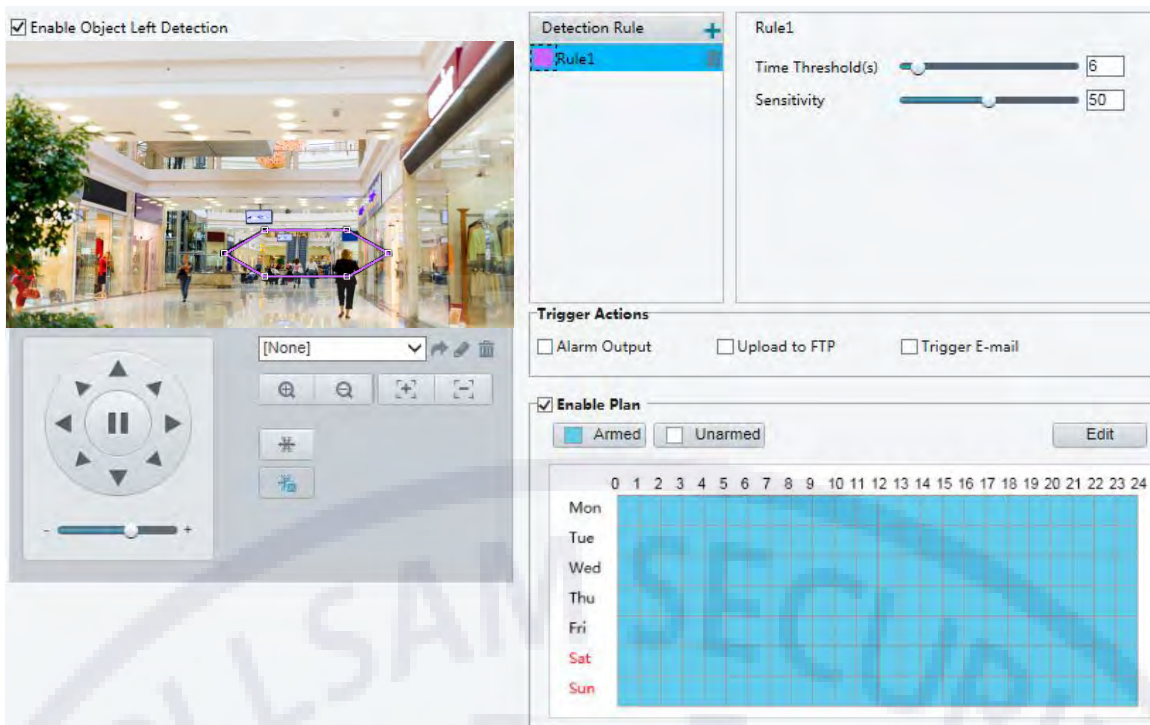 Enable Object Left Detection
[None]
- +
Detection Rule +
Rule1
Rule1
Time Threshold(s) 6
Sensitivity 50
Trigger Actions
Alarm Output Upload to FTP Trigger E-mail
Enable Plan
Armed Unarmed Edit
0 1 2 3 4 5 6 7 8 9 10 11 12 13 14 15 16 17 18 19 20 21 22 23 24
Mon
Tue
Wed
Thu
Fri
Sat
Sun